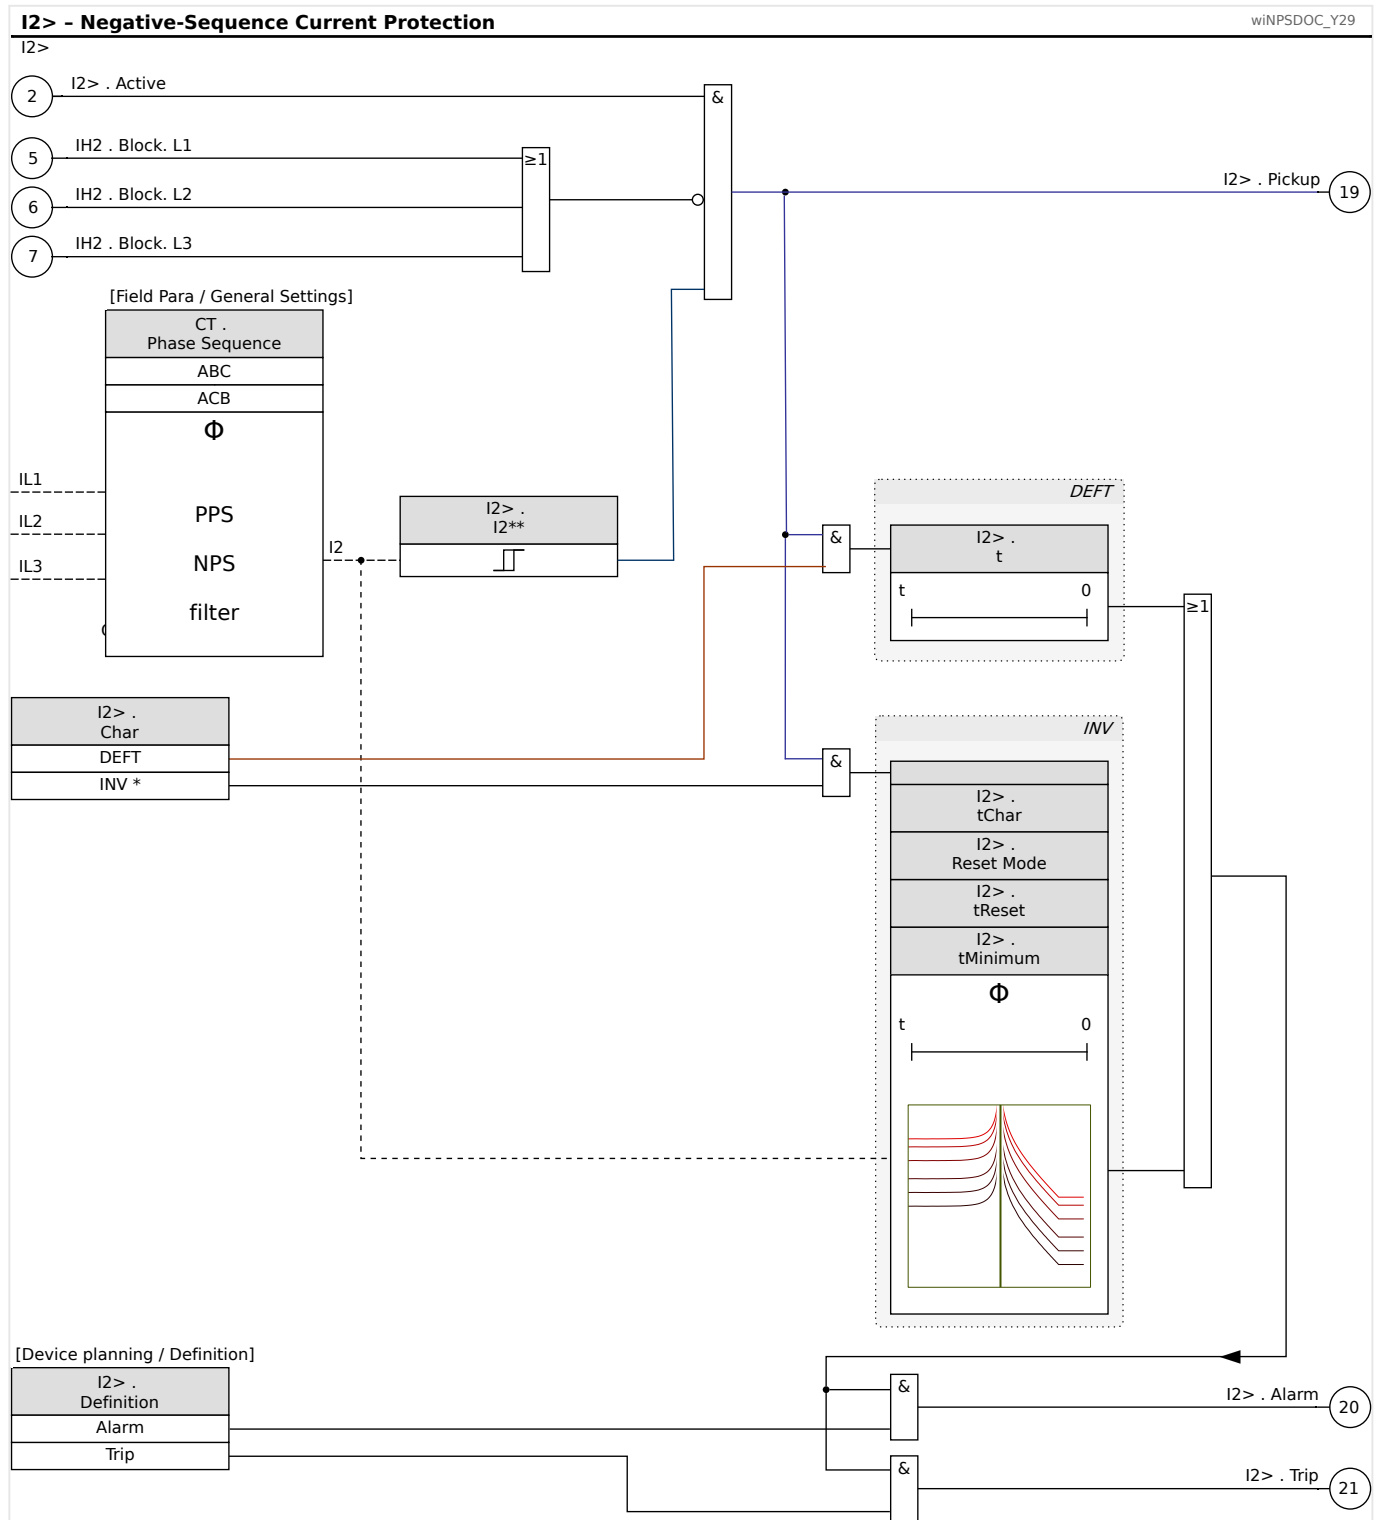 I2> – Negative-Sequence Current Protection
wiNPSDOC_Y29
I2>
2
I2> . Active
&
5
IH2 . Block. L1
≥1
6
IH2 . Block. L2
7
IH2 . Block. L3
I2> . Pickup
19
[Field Para / General Settings]
CT .
Phase Sequence
ABC
ACB
Φ
PPS
NPS
filter
IL1
IL2
IL3
I2
I2> .
I2**
DEFT
&
I2> .
t
t 0
≥1
I2> .
Char
DEFT
INV *
INV
&
I2> .
tChar
I2> .
Reset Mode
I2> .
tReset
I2> .
tMinimum
Φ
t 0
[Device planning / Definition]
I2> .
Definition
Alarm
Trip
&
I2> . Alarm
20
&
I2> . Trip
21